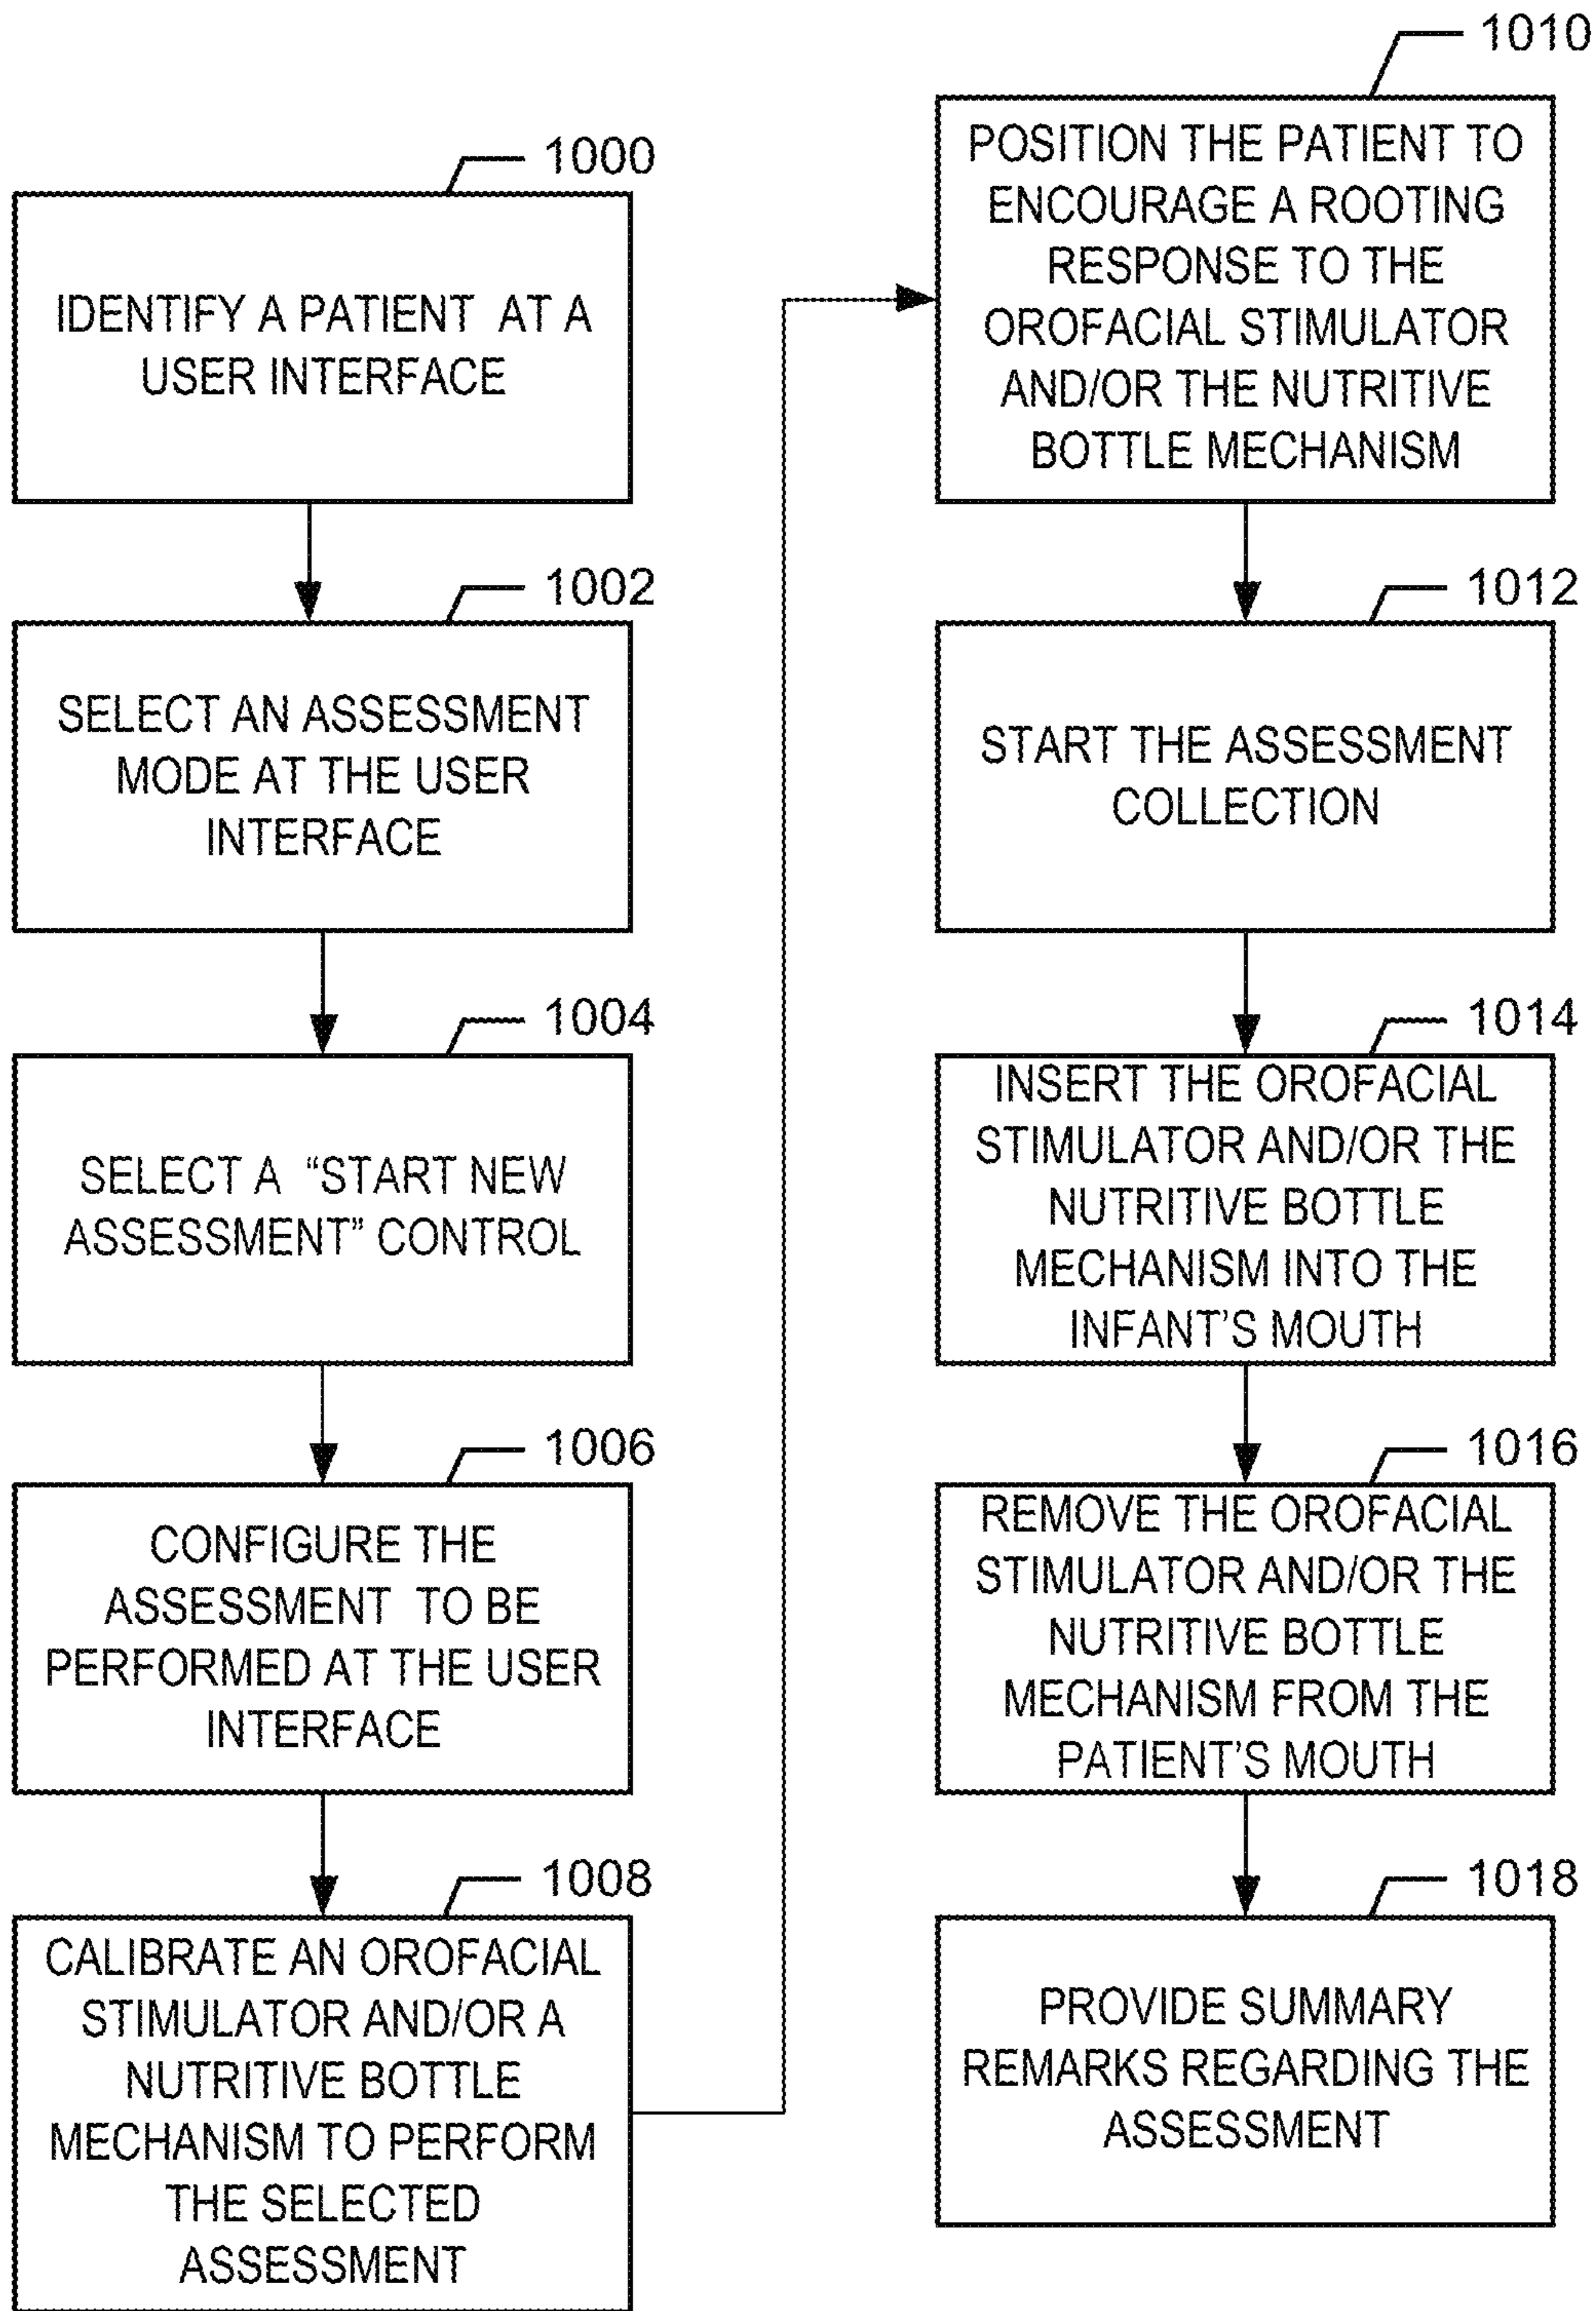 1000
IDENTIFY A PATIENT AT A
USER INTERFACE
1002
SELECT AN ASSESSMENT
MODE AT THE USER
INTERFACE
1004
SELECT A “START NEW
ASSESSMENT” CONTROL
1006
CONFIGURE THE
ASSESSMENT TO BE
PERFORMED AT THE USER
INTERFACE
1008
CALIBRATE AN OROFACIAL
STIMULATOR AND/OR A
NUTRITIVE BOTTLE
MECHANISM TO PERFORM
THE SELECTED
ASSESSMENT
1010
POSITION THE PATIENT TO
ENCOURAGE A ROOTING
RESPONSE TO THE
OROFACIAL STIMULATOR
AND/OR THE NUTRITIVE
BOTTLE MECHANISM
1012
START THE ASSESSMENT
COLLECTION
1014
INSERT THE OROFACIAL
STIMULATOR AND/OR THE
NUTRITIVE BOTTLE
MECHANISM INTO THE
INFANT’S MOUTH
1016
REMOVE THE OROFACIAL
STIMULATOR AND/OR THE
NUTRITIVE BOTTLE
MECHANISM FROM THE
PATIENT’S MOUTH
1018
PROVIDE SUMMARY
REMARKS REGARDING THE
ASSESSMENT